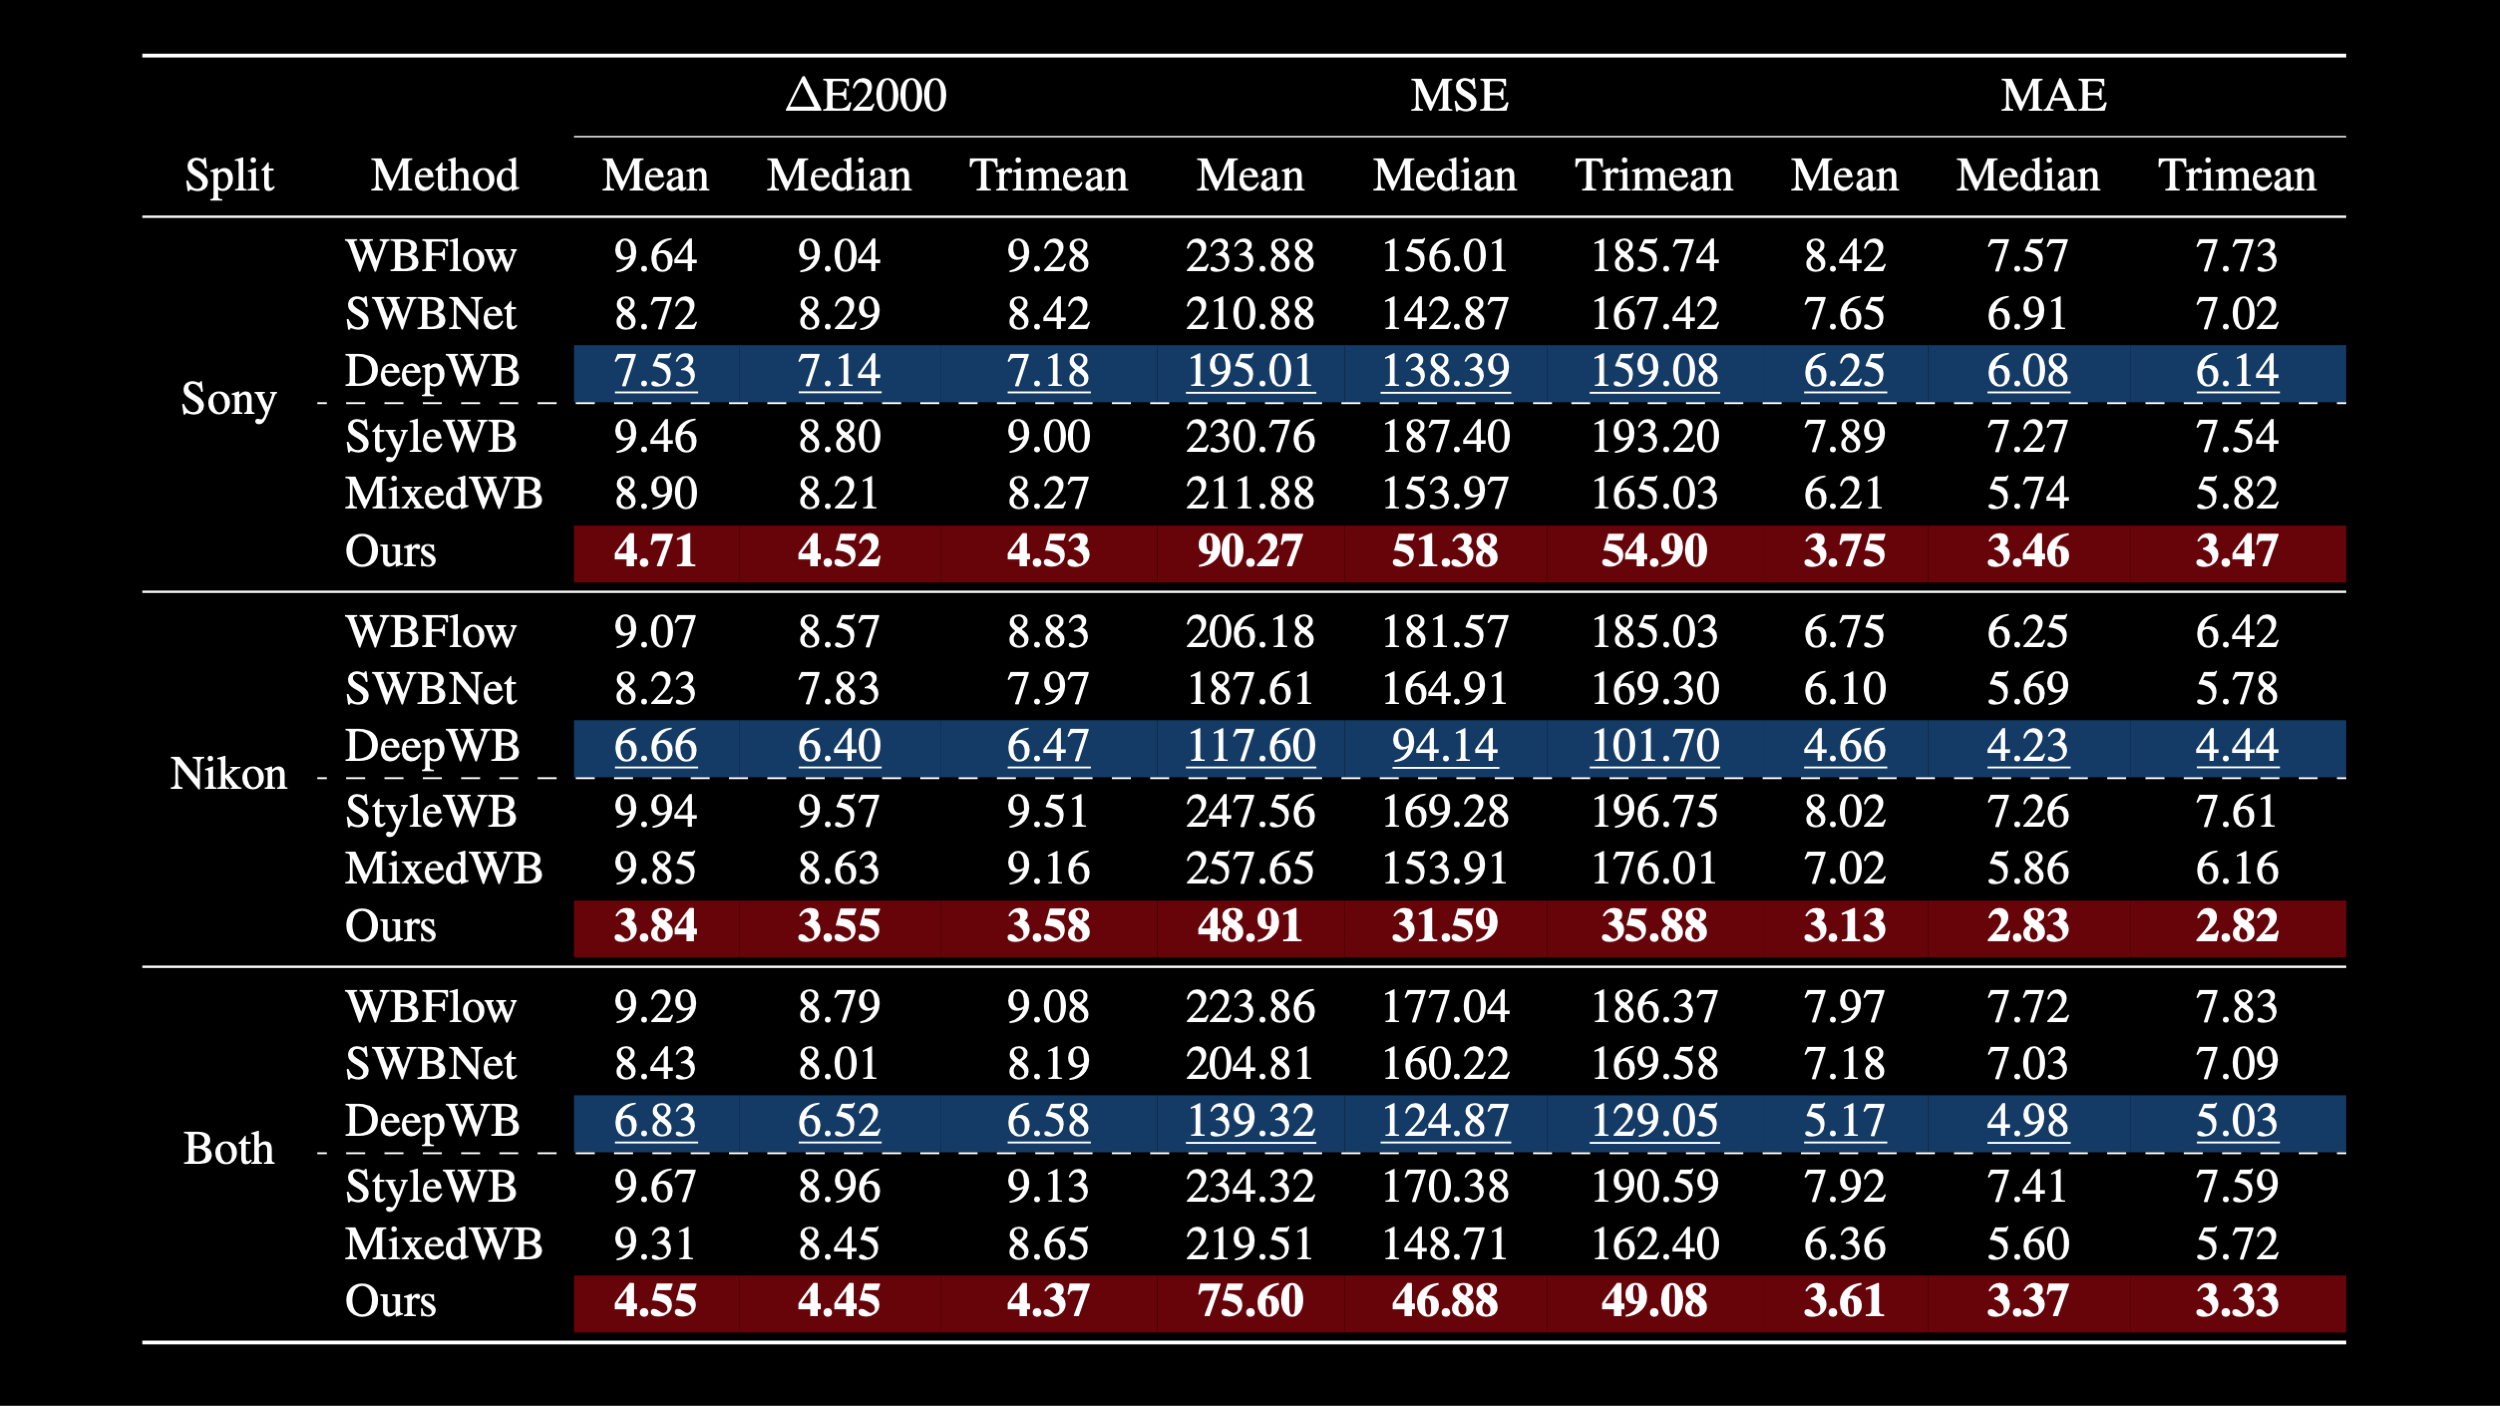 ΔE2000 MSE MAE
Split Method Mean Median Trimean Mean Median Trimean Mean Median Trimean
WBFlow 9.64 9.04 9.28 233.88 156.01 185.74 8.42 7.57 7.73
SWBNet 8.72 8.29 8.42 210.88 142.87 167.42 7.65 6.91 7.02
DeepWB 7.53 7.14 7.18 195.01 138.39 159.08 6.25 6.08 6.14
Sony
StyleWB 9.46 8.80 9.00 230.76 187.40 193.20 7.89 7.27 7.54
MixedWB 8.90 8.21 8.27 211.88 153.97 165.03 6.21 5.74 5.82
Ours 4.71 4.52 4.53 90.27 51.38 54.90 3.75 3.46 3.47
WBFlow 9.07 8.57 8.83 206.18 181.57 185.03 6.75 6.25 6.42
SWBNet 8.23 7.83 7.97 187.61 164.91 169.30 6.10 5.69 5.78
DeepWB 6.66 6.40 6.47 117.60 94.14 101.70 4.66 4.23 4.44
Nikon
StyleWB 9.94 9.57 9.51 247.56 169.28 196.75 8.02 7.26 7.61
MixedWB 9.85 8.63 9.16 257.65 153.91 176.01 7.02 5.86 6.16
Ours 3.84 3.55 3.58 48.91 31.59 35.88 3.13 2.83 2.82
WBFlow 9.29 8.79 9.08 223.86 177.04 186.37 7.97 7.72 7.83
SWBNet 8.43 8.01 8.19 204.81 160.22 169.58 7.18 7.03 7.09
DeepWB 6.83 6.52 6.58 139.32 124.87 129.05 5.17 4.98 5.03
Both
StyleWB 9.67 8.96 9.13 234.32 170.38 190.59 7.92 7.41 7.59
MixedWB 9.31 8.45 8.65 219.51 148.71 162.40 6.36 5.60 5.72
Ours 4.55 4.45 4.37 75.60 46.88 49.08 3.61 3.37 3.33